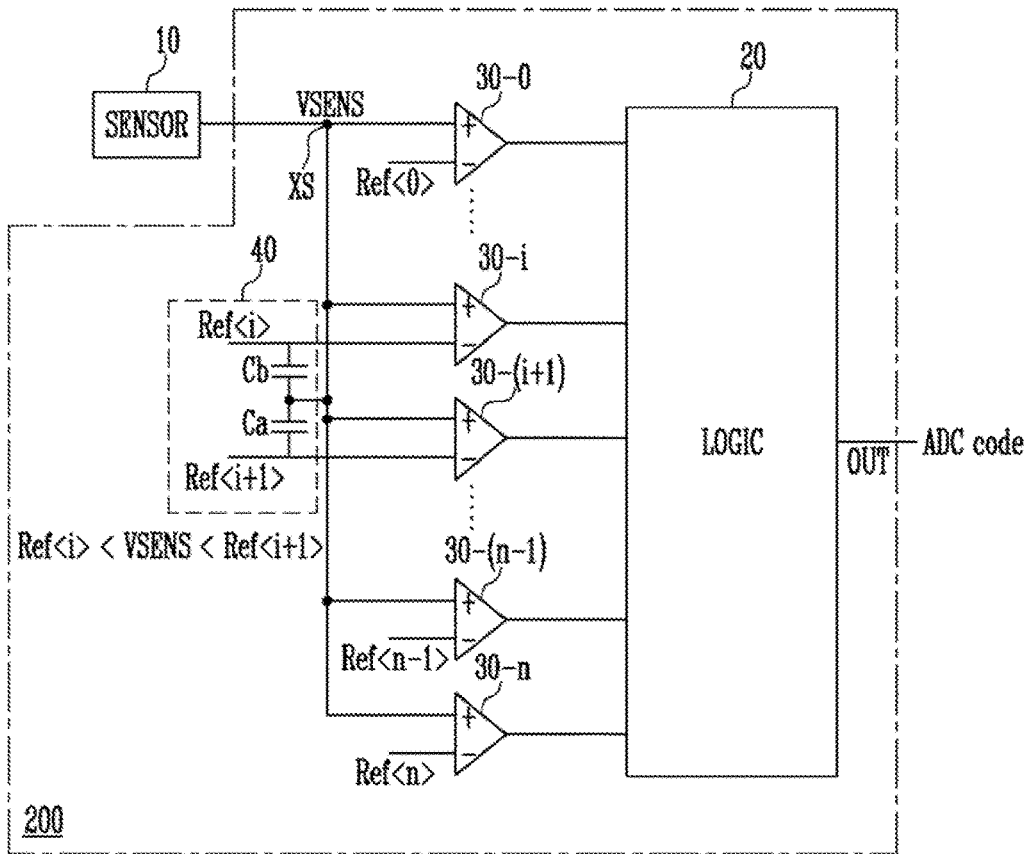 10
SENSOR
VSENS
XS
30-0
+
−
Ref<0>
20
LOGIC
40
Ref<i>
Cb
Ca
Ref<i+1>
30-i
+
−
30-(i+1)
+
−
Ref<i> < VSENS < Ref<i+1>
30-(n-1)
+
−
Ref<n-1>
30-n
+
−
Ref<n>
OUT
ADC code
200